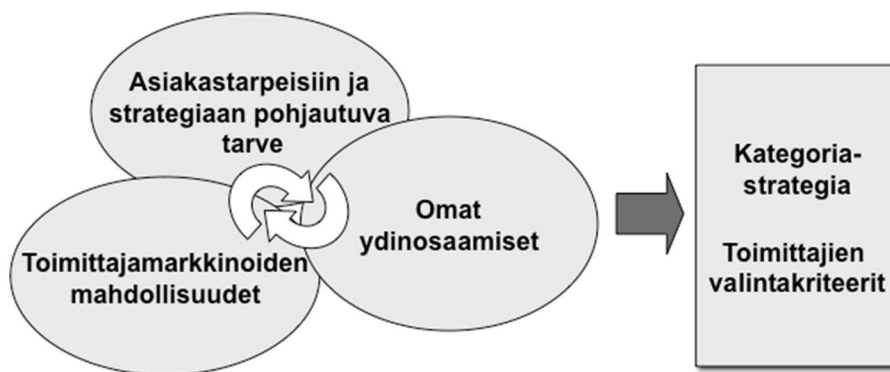 Asiakastarpeisiin ja
strategiaan pohjautuva
tarve
Omat
ydinosaamiset
Toimittajamarkkinoiden
mahdollisuudet
Kategoria-
strategia
Toimittajien
valintakriteerit